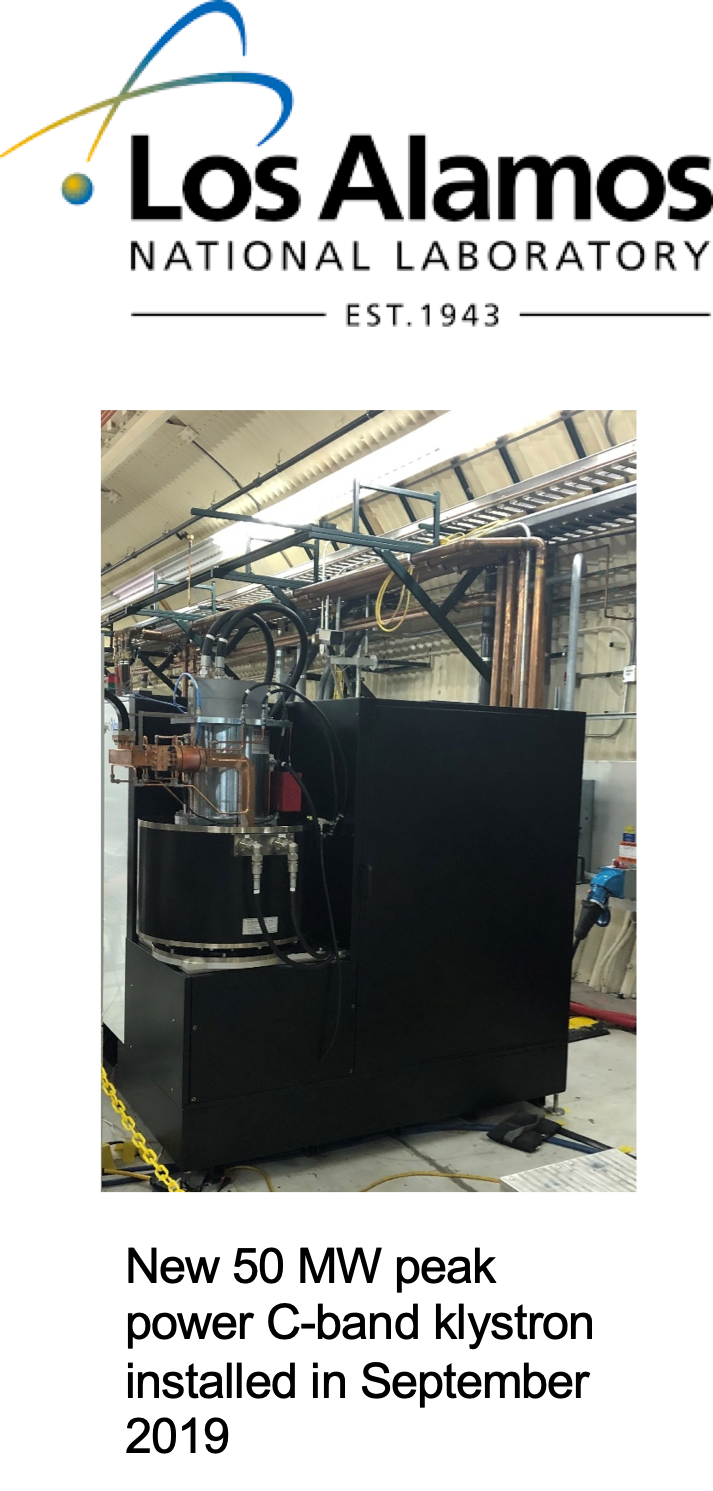 Los Alamos
NATIONAL LABORATORY
EST.1943
New 50 MW peak
power C-band klystron
installed in September
2019